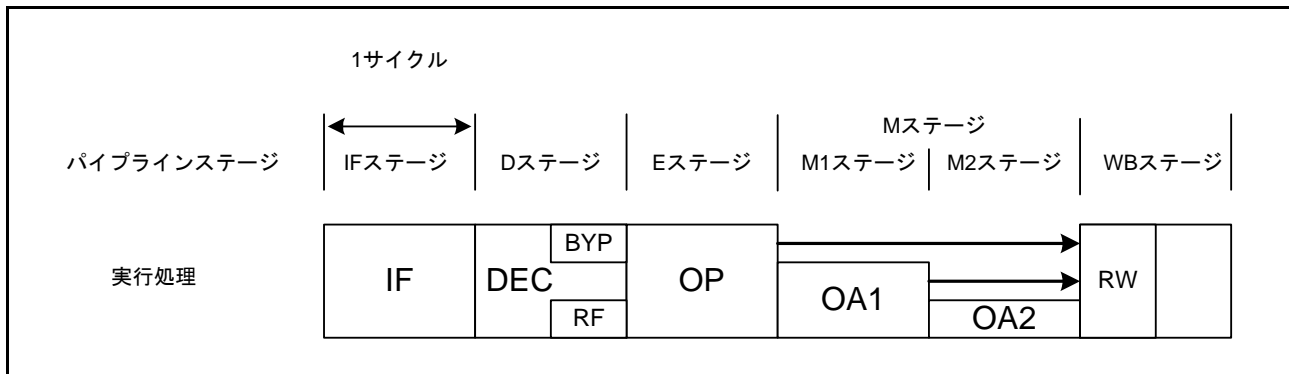 1サイクル
Mステージ
パイプラインステージ IFステージ Dステージ Eステージ M1ステージ M2ステージ WBステージ
BYP
実行処理 IF DEC OP OA1 RW
RF OA2